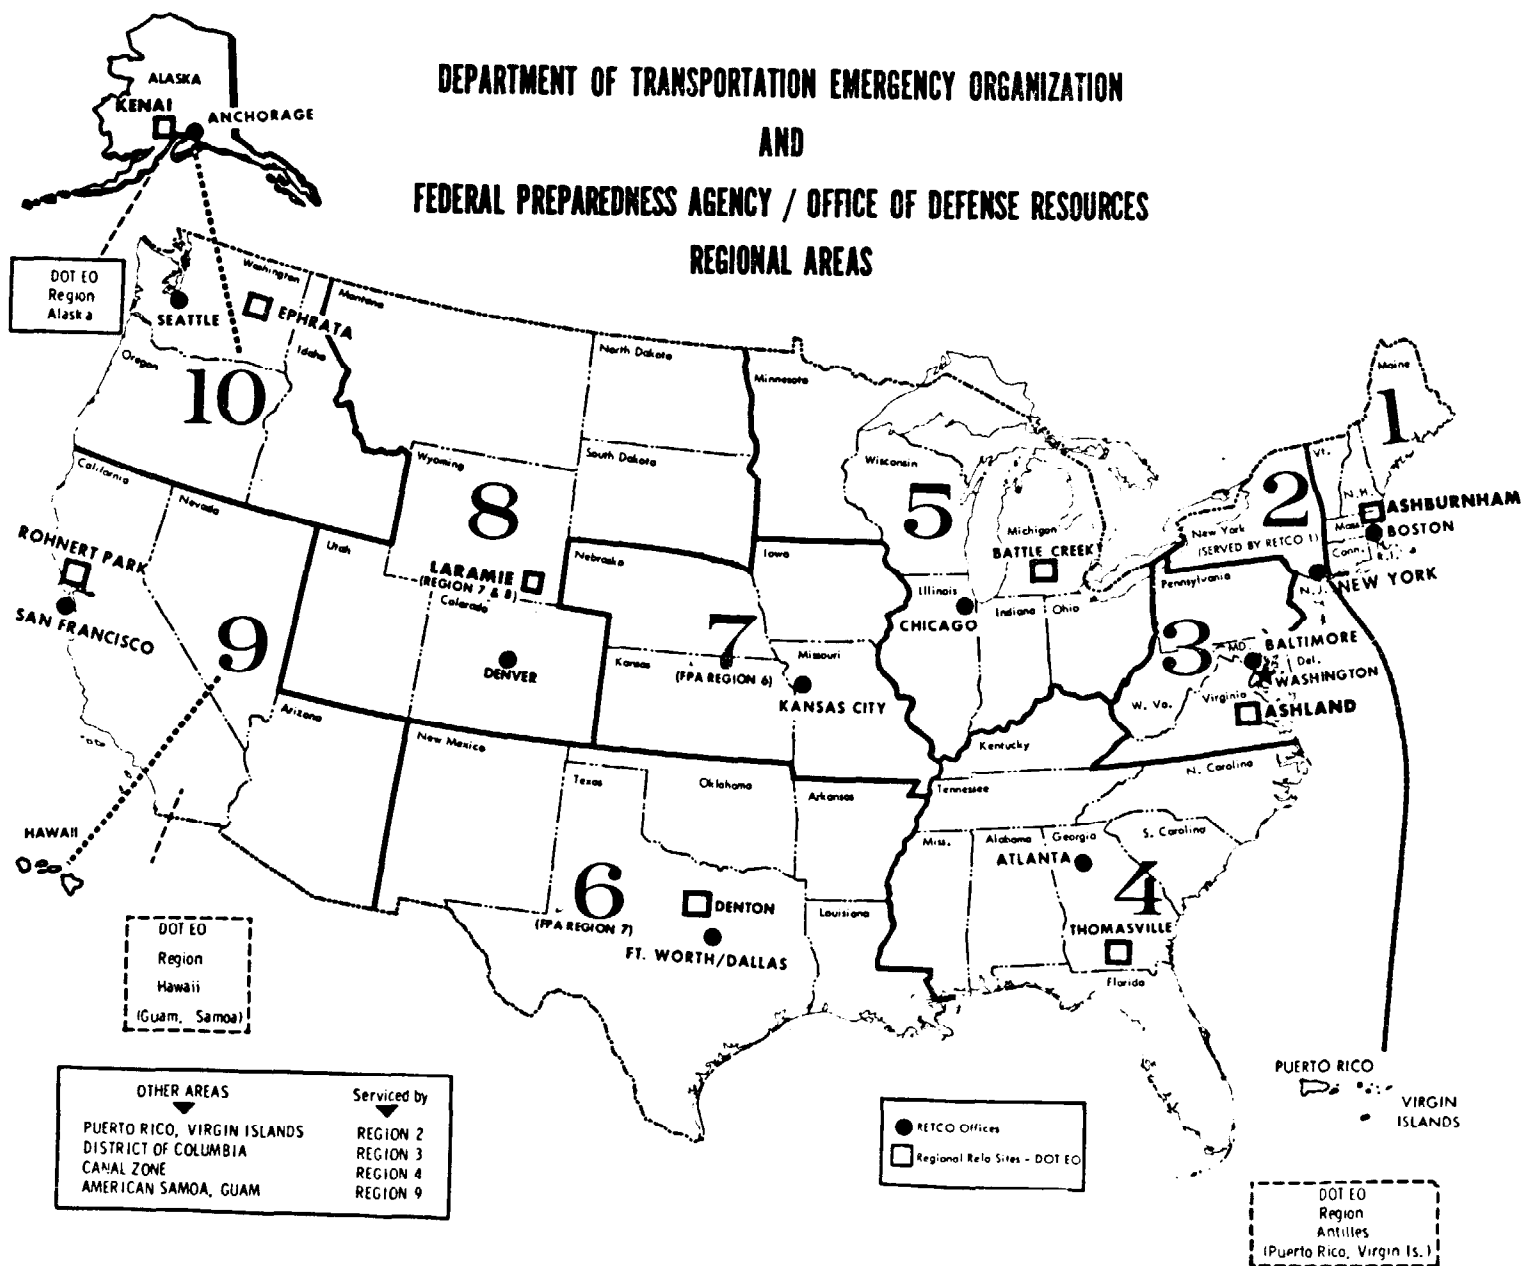 DEPARTMENT OF TRANSPORTATION EMERGENCY ORGANIZATION
AND
FEDERAL PREPAREDNESS AGENCY / OFFICE OF DEFENSE RESOURCES
REGIONAL AREAS
ALASKA
KENAI
ANCHORAGE
DOT EO
Region
Alaska
Washington
SEATTLE
EPHRATA
Oregon
Idaho
10
Montana
North Dakota
South Dakota
Wyoming
8
LARAMIE
(REGION 7 & 8)
Colorado
DENVER
Utah
California
Nevada
ROHNERT PARK
SAN FRANCISCO
9
HAWAII
Arizona
New Mexico
Nebraska
7
(FPA REGION 6)
Kansas
Iowa
Missouri
KANSAS CITY
Minnesota
Wisconsin
5
Michigan
BATTLE CREEK
Illinois
CHICAGO
Indiana
Ohio
Maine
1
Vt.
N.H.
ASHBURNHAM
Mass
BOSTON
Conn.
R.I.
2
New York
(SERVED BY RETCO 1)
NEW YORK
N.J.
Pennsylvania
3
MD.
BALTIMORE
Del.
WASHINGTON
W. Va.
Virginia
ASHLAND
Kentucky
Tennessee
N. Carolina
S. Carolina
Miss.
Alabama
Georgia
ATLANTA
4
THOMASVILLE
Florida
Texas
Oklahoma
Arkansas
Louisiana
6
(FPA REGION 7)
DENTON
FT. WORTH/DALLAS
DOT EO
Region
Hawaii
(Guam, Samoa)
OTHER AREAS Serviced by
PUERTO RICO, VIRGIN ISLANDS REGION 2
DISTRICT OF COLUMBIA REGION 3
CANAL ZONE REGION 4
AMERICAN SAMOA, GUAM REGION 9
RETCO Offices
Regional Relo Sites - DOT EO
PUERTO RICO
VIRGIN
ISLANDS
DOT EO
Region
Antilles
(Puerto Rico, Virgin Is.)